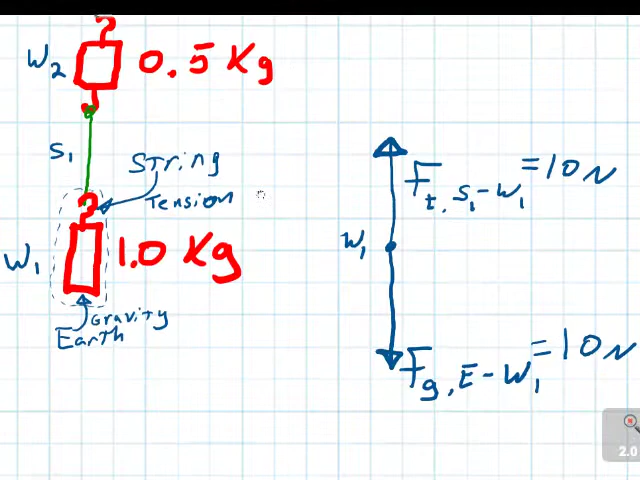 W2 0.5 Kg
S1
String
Tension
W1 1.0 Kg
Gravity
Earth
Ft, S1-W1 =10N
W1
Fg, E-W1 =10N
2.0